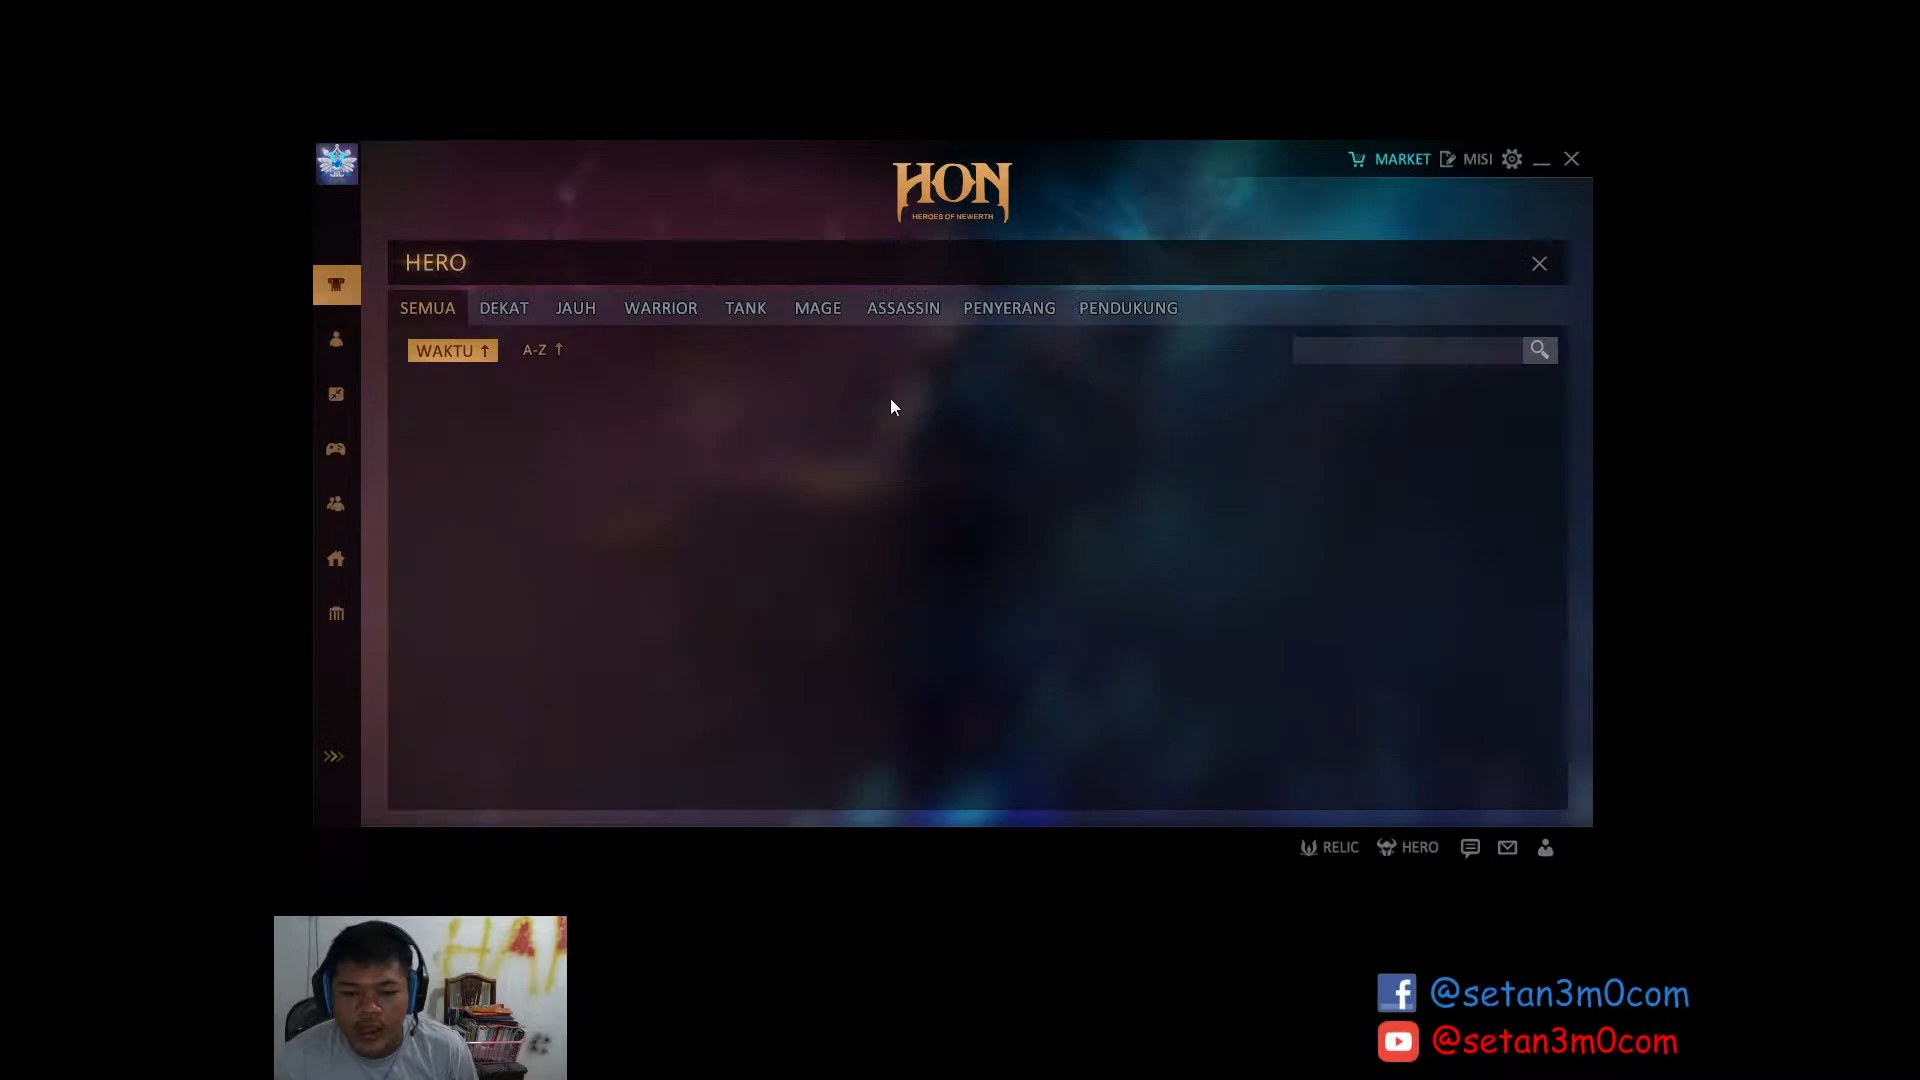 MARKET MISI
HON
HEROES OF NEWERTH
HERO
SEMUA DEKAT JAUH WARRIOR TANK MAGE ASSASSIN PENYERANG PENDUKUNG
WAKTU ↑ A-Z ↑
RELIC HERO
HA
@setan3m0com
@setan3m0com